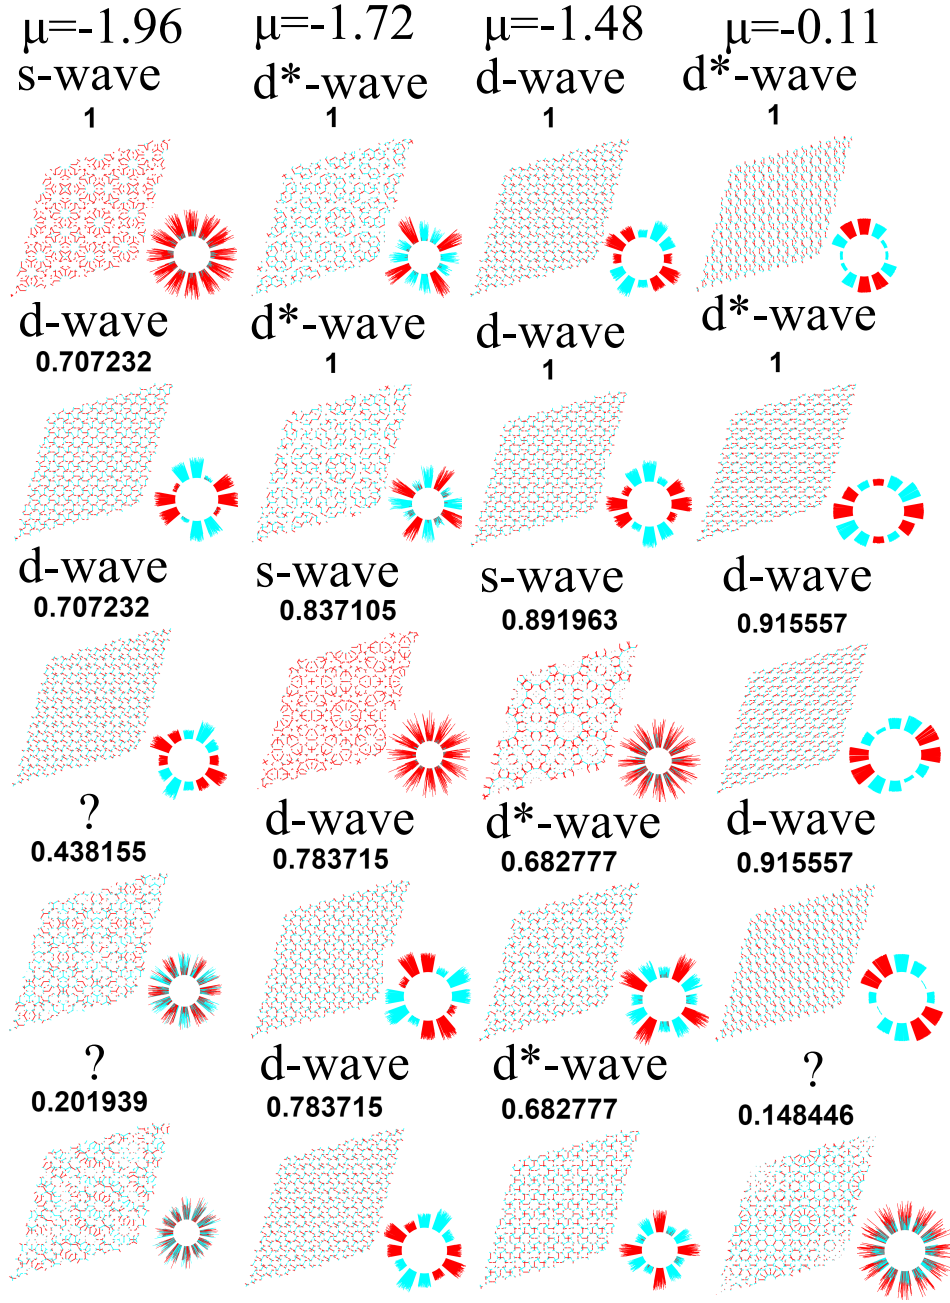 μ=-1.96 μ=-1.72 μ=-1.48 μ=-0.11
s-wave d*-wave d-wave d*-wave
1 1 1 1
d-wave d*-wave d-wave d*-wave
0.707232 1 1 1
d-wave s-wave s-wave d-wave
0.707232 0.837105 0.891963 0.915557
? d-wave d*-wave d-wave
0.438155 0.783715 0.682777 0.915557
? d-wave d*-wave ?
0.201939 0.783715 0.682777 0.148446